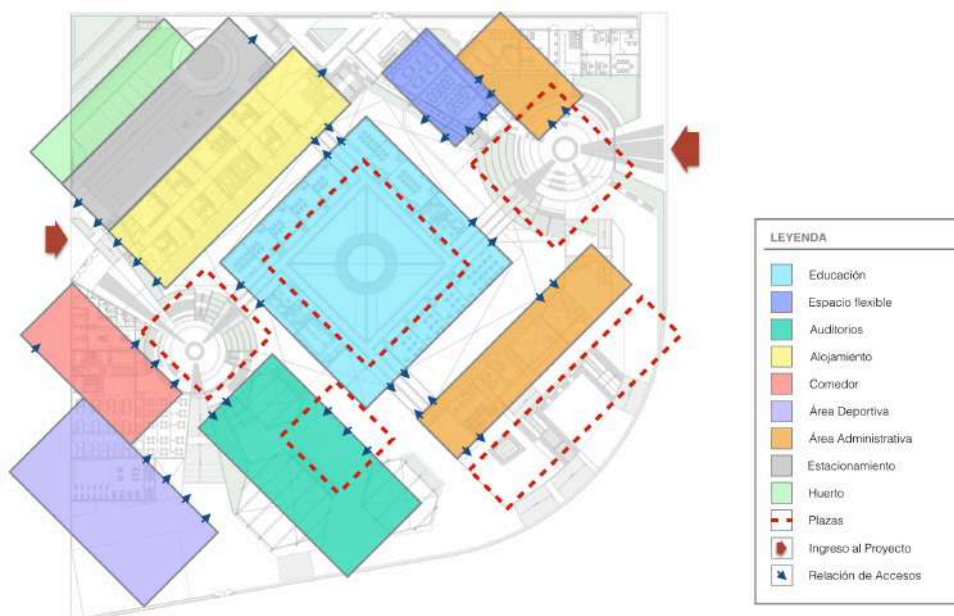 LEYENDA
Educación
Espacio flexible
Auditorios
Alojamiento
Comedor
Área Deportiva
Área Administrativa
Estacionamiento
Huerto
Plazas
Ingreso al Proyecto
Relación de Accesos